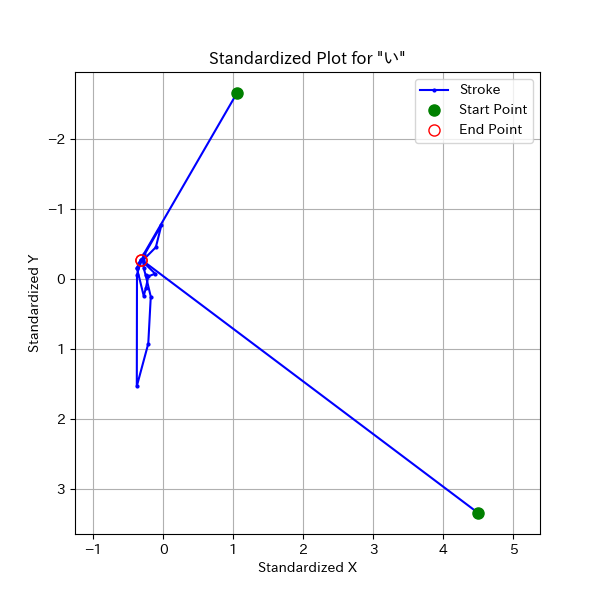 Standardized Plot for "い"
Stroke
Start Point
End Point
−2
−1
0
1
2
3
Standardized Y
−1 0 1 2 3 4 5
Standardized X